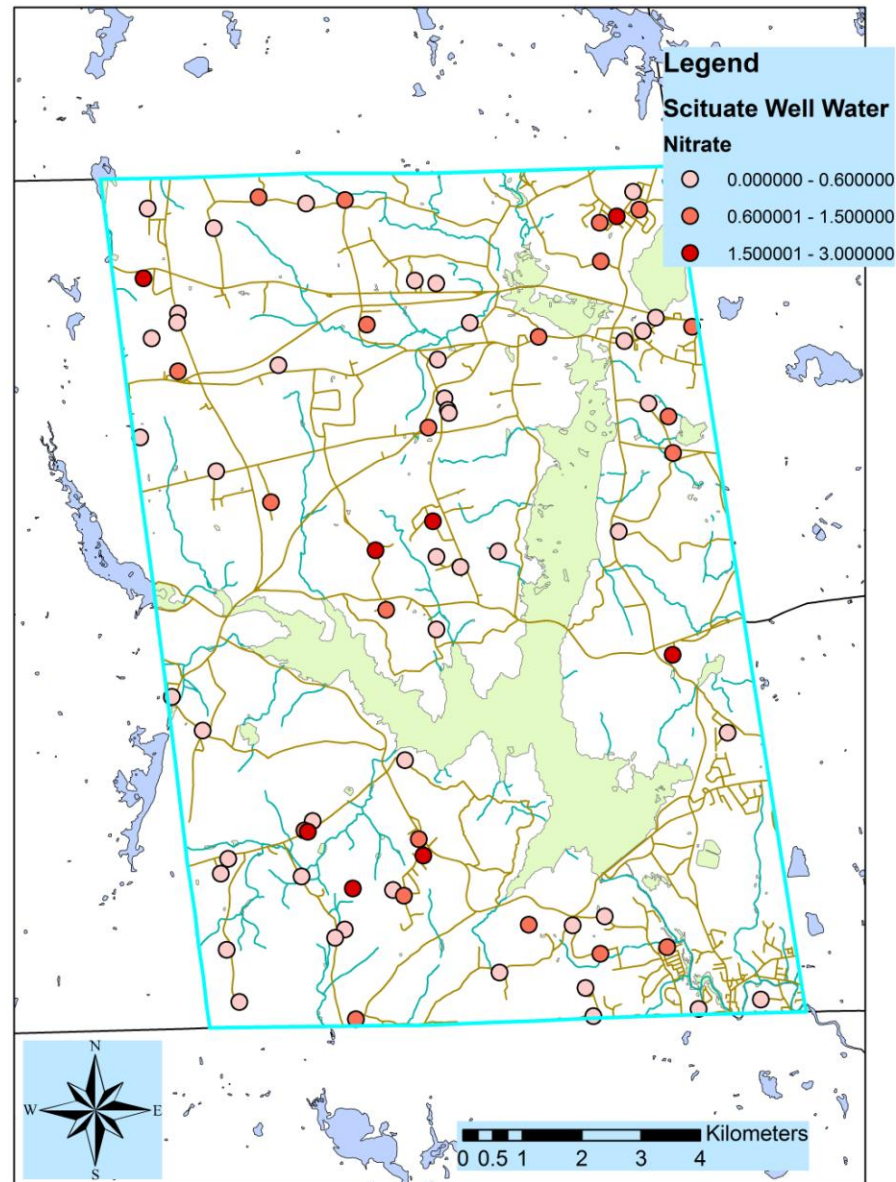 Legend
Scituate Well Water
Nitrate
0.000000 - 0.600000
0.600001 - 1.500000
1.500001 - 3.000000
N
W E
S
Kilometers
0 0.5 1 2 3 4